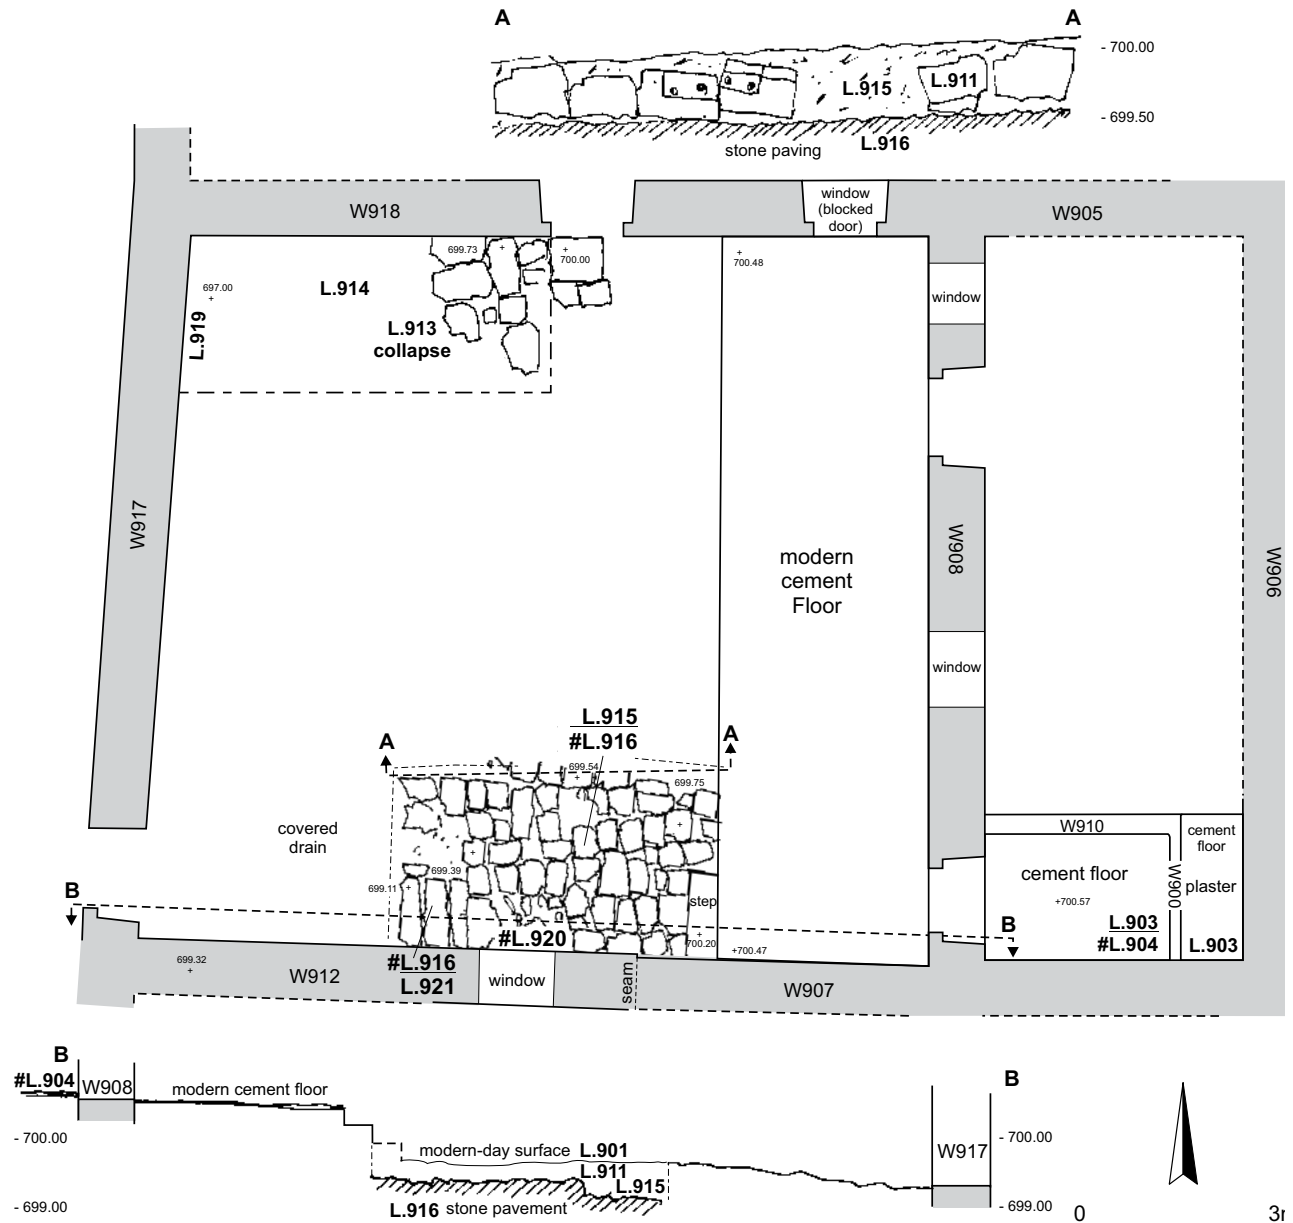 A
A
- 700.00
L.915
L.911
- 699.50
stone paving
L.916
W918
window
(blocked
door)
W905
699.73
+
+
700.00
+
700.48
697.00
+
L.914
window
L.919
L.913
collapse
W917
modern
cement
Floor
W908
W906
window
L.915
#L.916
A
A
699.54
+
699.75
+
covered
drain
+
699.39
699.11 +
W910
cement
floor
cement floor
W900
plaster
+700.57
B
step
B
L.903
#L.904
L.903
#L.920
+
700.20
+700.47
#L.916
L.921
699.32
+
W912
window
seam
W907
B
#L.904
W908
modern cement floor
B
- 700.00
modern-day surface L.901
L.911
L.915
W917
- 700.00
- 699.00
L.916 stone pavement
- 699.00
0